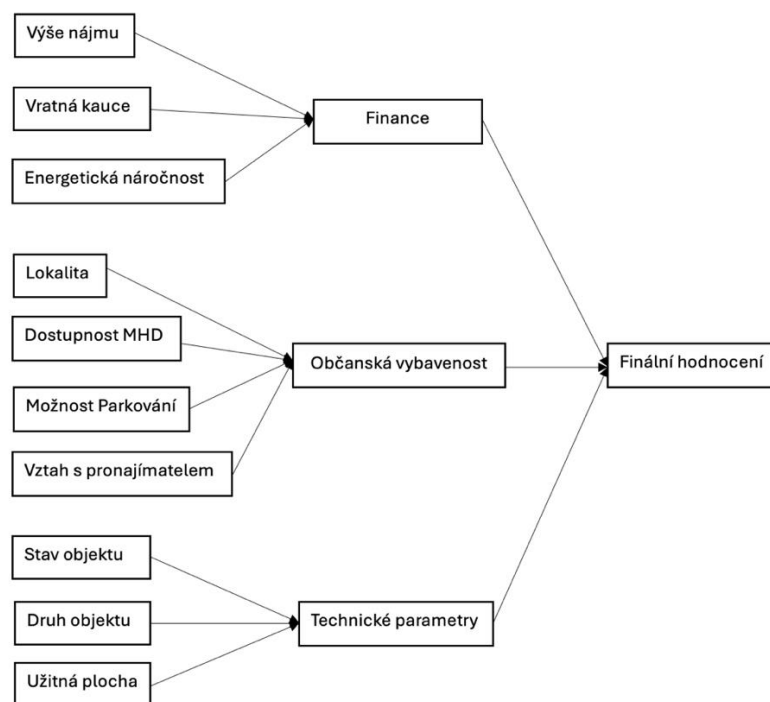 Výše nájmu
Vratná kauce
Energetická náročnost
Finance
Lokalita
Dostupnost MHD
Možnost Parkování
Vztah s pronajímatelem
Občanská vybavenost
Finální hodnocení
Stav objektu
Druh objektu
Užitná plocha
Technické parametry